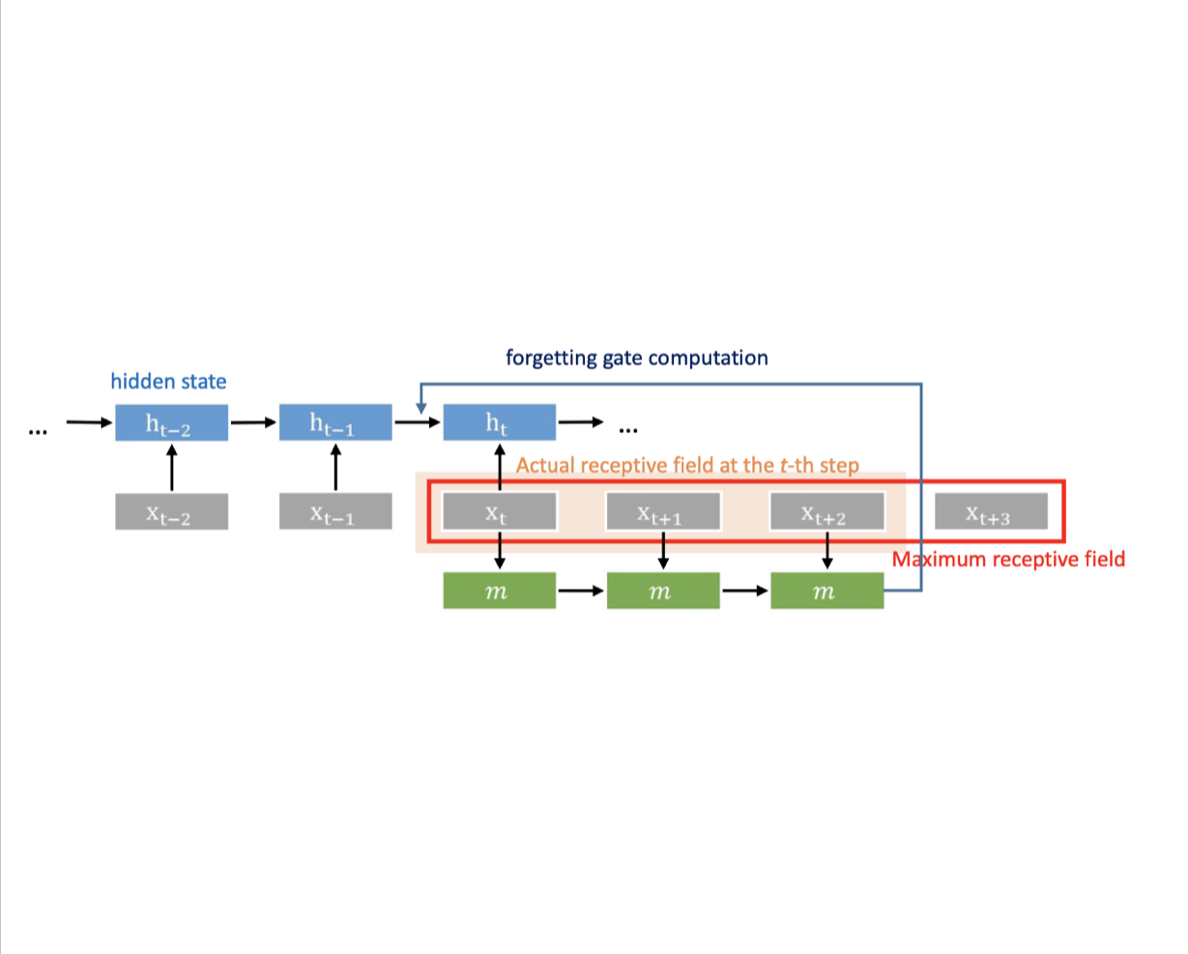 forgetting gate computation
hidden state
... h_{t−2} h_{t−1} h_t ...
Actual receptive field at the t-th step
x_{t−2} x_{t−1} x_t x_{t+1} x_{t+2} x_{t+3}
Maximum receptive field
m m m